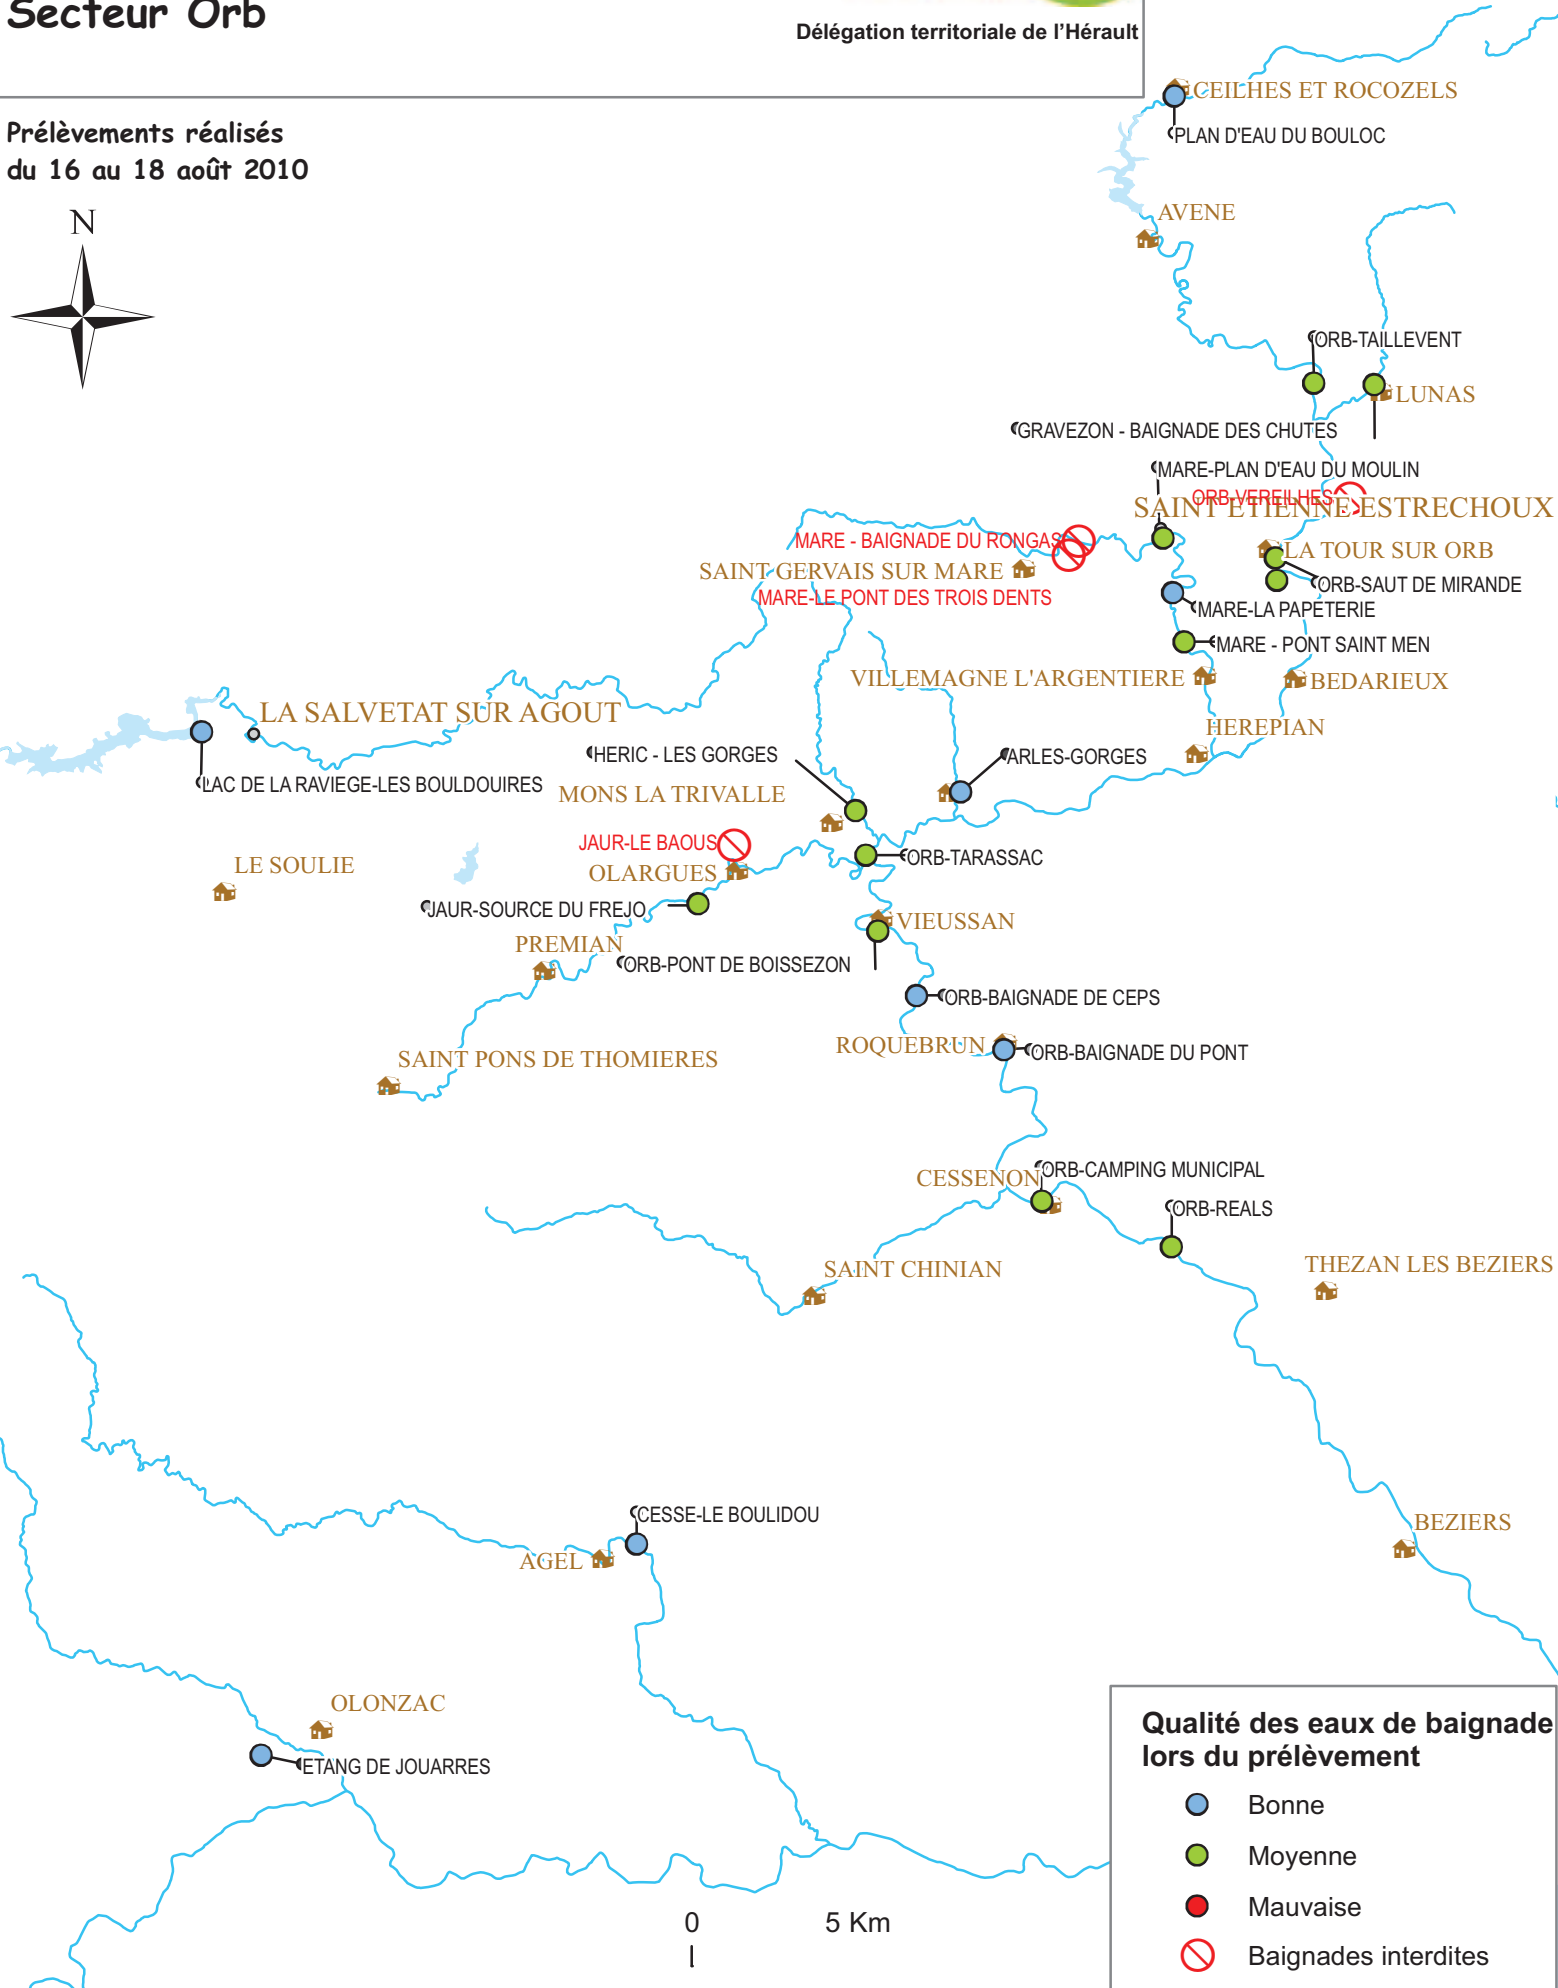 Secteur Orb
Délégation territoriale de l'Hérault
Prélèvements réalisés
du 16 au 18 août 2010
N
CEILHES ET ROCOZELS
PLAN D'EAU DU BOULOC
AVENE
ORB-TAILLEVENT
LUNAS
GRAVEZON - BAIGNADE DES CHUTES
MARE-PLAN D'EAU DU MOULIN
ORB-VEREILHES
SAINT ETIENNE ESTRECHOUX
MARE - BAIGNADE DU RONGAS
LA TOUR SUR ORB
SAINT GERVAIS SUR MARE
ORB-SAUT DE MIRANDE
MARE-LE PONT DES TROIS DENTS
MARE-LA PAPETERIE
MARE - PONT SAINT MEN
VILLEMAGNE L'ARGENTIERE
BEDARIEUX
LA SALVETAT SUR AGOUT
HEREPIAN
HERIC - LES GORGES
ARLES-GORGES
LAC DE LA RAVIEGE-LES BOULDOUIRES
MONS LA TRIVALLE
JAUR-LE BAOUS
ORB-TARASSAC
LE SOULIE
OLARGUES
JAUR-SOURCE DU FREJO
VIEUSSAN
PREMIAN
ORB-PONT DE BOISSEZON
ORB-BAIGNADE DE CEPS
ROQUEBRUN
ORB-BAIGNADE DU PONT
SAINT PONS DE THOMIERES
ORB-CAMPING MUNICIPAL
CESSENON
ORB-REALS
SAINT CHINIAN
THEZAN LES BEZIERS
CESSE-LE BOULIDOU
BEZIERS
AGEL
OLONZAC
ETANG DE JOUARRES
Qualité des eaux de baignade
lors du prélèvement
Bonne
Moyenne
Mauvaise
Baignades interdites
0 5 Km